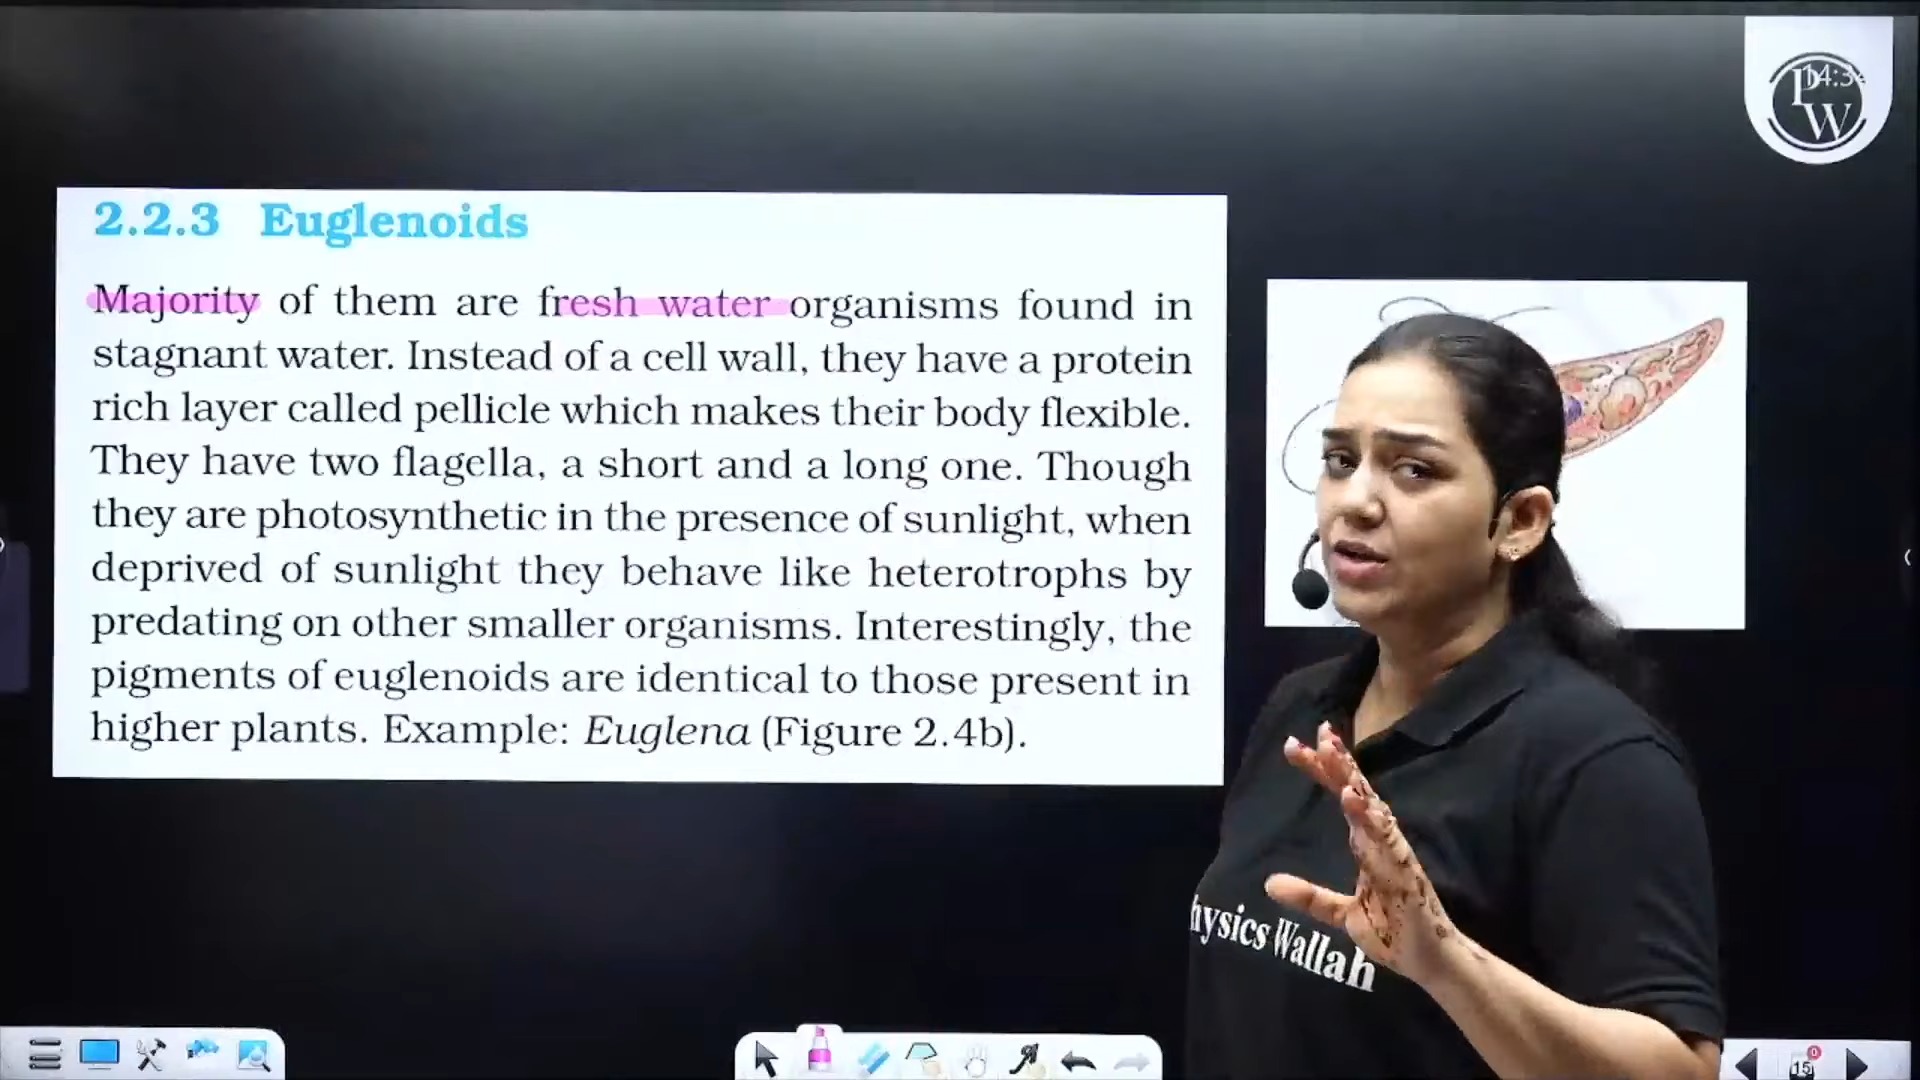 14:3
PW
2.2.3 Euglenoids
Majority of them are fresh water organisms found in
stagnant water. Instead of a cell wall, they have a protein
rich layer called pellicle which makes their body flexible.
They have two flagella, a short and a long one. Though
they are photosynthetic in the presence of sunlight, when
deprived of sunlight they behave like heterotrophs by
predating on other smaller organisms. Interestingly, the
pigments of euglenoids are identical to those present in
higher plants. Example: Euglena (Figure 2.4b).
hysics Wallah
15
0